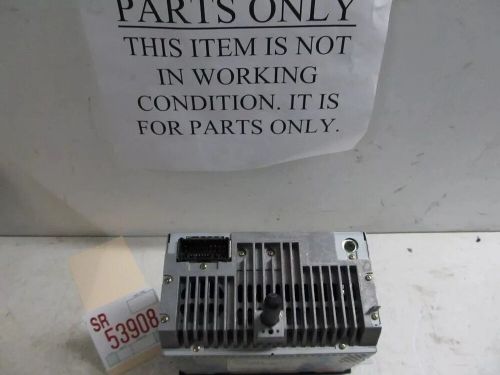 PARTS ONLY
THIS ITEM IS NOT
IN WORKING
CONDITION. IT IS
FOR PARTS ONLY.
SR
53908